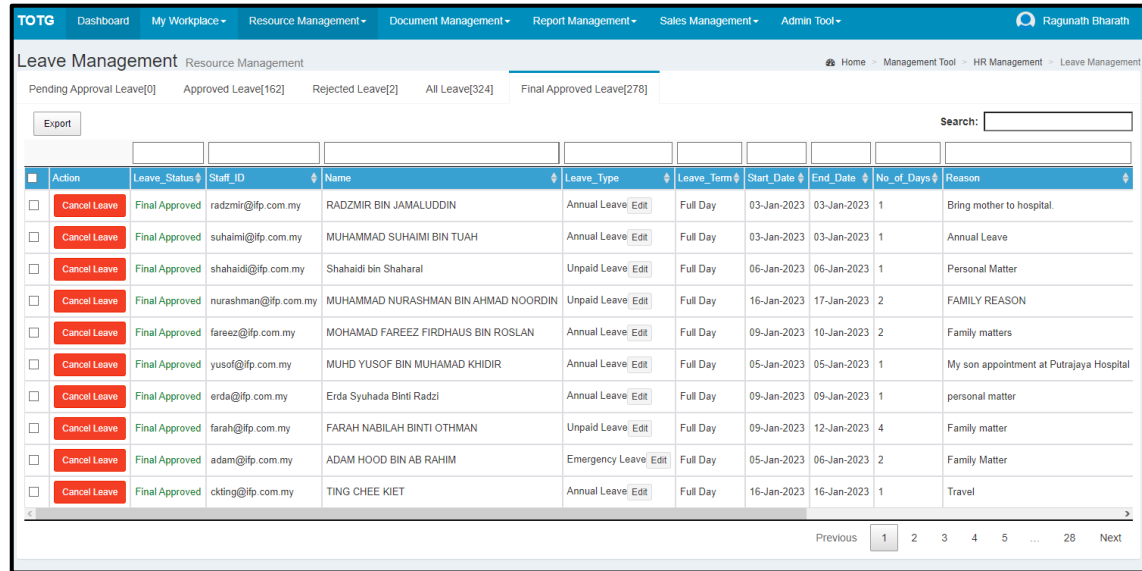 TOTG Dashboard My Workplace Resource Management Document Management Report Management Sales Management Admin Tool Ragunath Bharath
Leave Management Resource Management Home > Management Tool > HR Management > Leave Management
Pending Approval Leave[0] Approved Leave[162] Rejected Leave[2] All Leave[324] Final Approved Leave[278]
Export Search:
Action Leave_Status Staff_ID Name Leave_Type Leave_Term Start_Date End_Date No_of_Days Reason
Cancel Leave Final Approved radzmir@ifp.com.my RADZMIR BIN JAMALUDDIN Annual Leave Edit Full Day 03-Jan-2023 03-Jan-2023 1 Bring mother to hospital.
Cancel Leave Final Approved suhaimi@ifp.com.my MUHAMMAD SUHAIMI BIN TUAH Annual Leave Edit Full Day 03-Jan-2023 03-Jan-2023 1 Annual Leave
Cancel Leave Final Approved shahaidi@ifp.com.my Shahaidi bin Shaharal Unpaid Leave Edit Full Day 06-Jan-2023 06-Jan-2023 1 Personal Matter
Cancel Leave Final Approved nurashman@ifp.com.my MUHAMMAD NURASHMAN BIN AHMAD NOORDIN Unpaid Leave Edit Full Day 16-Jan-2023 17-Jan-2023 2 FAMILY REASON
Cancel Leave Final Approved fareez@ifp.com.my MOHAMAD FAREEZ FIRDHAUS BIN ROSLAN Annual Leave Edit Full Day 09-Jan-2023 10-Jan-2023 2 Family matters
Cancel Leave Final Approved yusof@ifp.com.my MUHD YUSOF BIN MUHAMAD KHIDIR Annual Leave Edit Full Day 05-Jan-2023 05-Jan-2023 1 My son appointment at Putrajaya Hospital
Cancel Leave Final Approved erda@ifp.com.my Erda Syuhada Binti Radzi Annual Leave Edit Full Day 09-Jan-2023 09-Jan-2023 1 personal matter
Cancel Leave Final Approved farah@ifp.com.my FARAH NABILAH BINTI OTHMAN Unpaid Leave Edit Full Day 09-Jan-2023 12-Jan-2023 4 Family matter
Cancel Leave Final Approved adam@ifp.com.my ADAM HOOD BIN AB RAHIM Emergency Leave Edit Full Day 05-Jan-2023 06-Jan-2023 2 Family Matter
Cancel Leave Final Approved ckting@ifp.com.my TING CHEE KIET Annual Leave Edit Full Day 16-Jan-2023 16-Jan-2023 1 Travel
Previous 1 2 3 4 5 ... 28 Next